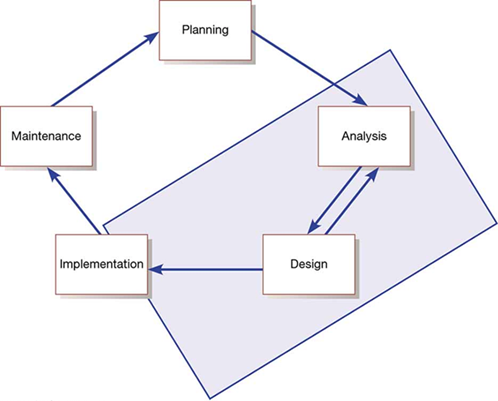 Planning
Maintenance
Analysis
Implementation
Design